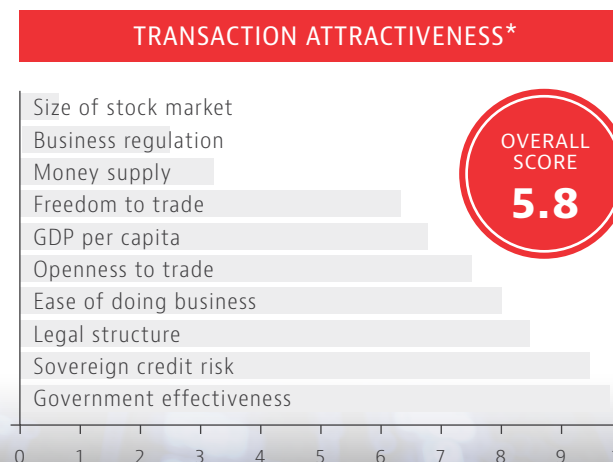 TRANSACTION ATTRACTIVENESS*
Size of stock market
Business regulation
Money supply
Freedom to trade
GDP per capita
Openness to trade
Ease of doing business
Legal structure
Sovereign credit risk
Government effectiveness
OVERALL
SCORE
5.8
0 1 2 3 4 5 6 7 8 9